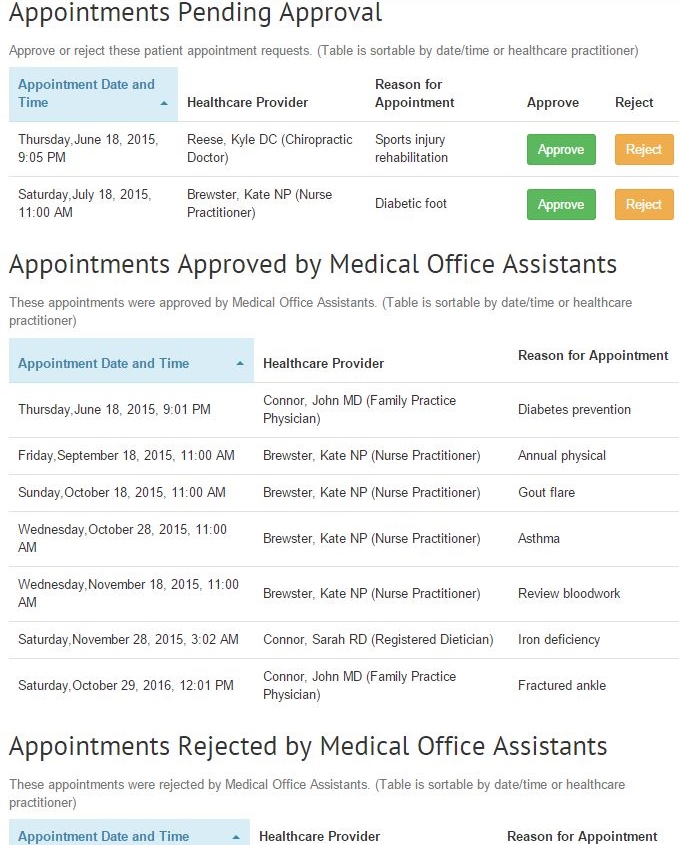 Appointments Pending Approval
Approve or reject these patient appointment requests. (Table is sortable by date/time or healthcare practitioner)
Appointment Date and
Time
Healthcare Provider
Reason for
Appointment
Approve
Reject
Thursday,June 18, 2015,
9:05 PM
Reese, Kyle DC (Chiropractic
Doctor)
Sports injury
rehabilitation
Approve
Reject
Saturday,July 18, 2015,
11:00 AM
Brewster, Kate NP (Nurse
Practitioner)
Diabetic foot
Approve
Reject
Appointments Approved by Medical Office Assistants
These appointments were approved by Medical Office Assistants. (Table is sortable by date/time or healthcare
practitioner)
Appointment Date and Time
Healthcare Provider
Reason for Appointment
Thursday,June 18, 2015, 9:01 PM
Connor, John MD (Family Practice
Physician)
Diabetes prevention
Friday,September 18, 2015, 11:00 AM
Brewster, Kate NP (Nurse Practitioner)
Annual physical
Sunday,October 18, 2015, 11:00 AM
Brewster, Kate NP (Nurse Practitioner)
Gout flare
Wednesday,October 28, 2015, 11:00
AM
Brewster, Kate NP (Nurse Practitioner)
Asthma
Wednesday,November 18, 2015, 11:00
AM
Brewster, Kate NP (Nurse Practitioner)
Review bloodwork
Saturday,November 28, 2015, 3:02 AM
Connor, Sarah RD (Registered Dietician)
Iron deficiency
Saturday,October 29, 2016, 12:01 PM
Connor, John MD (Family Practice
Physician)
Fractured ankle
Appointments Rejected by Medical Office Assistants
These appointments were rejected by Medical Office Assistants. (Table is sortable by date/time or healthcare
practitioner)
Appointment Date and Time
Healthcare Provider
Reason for Appointment